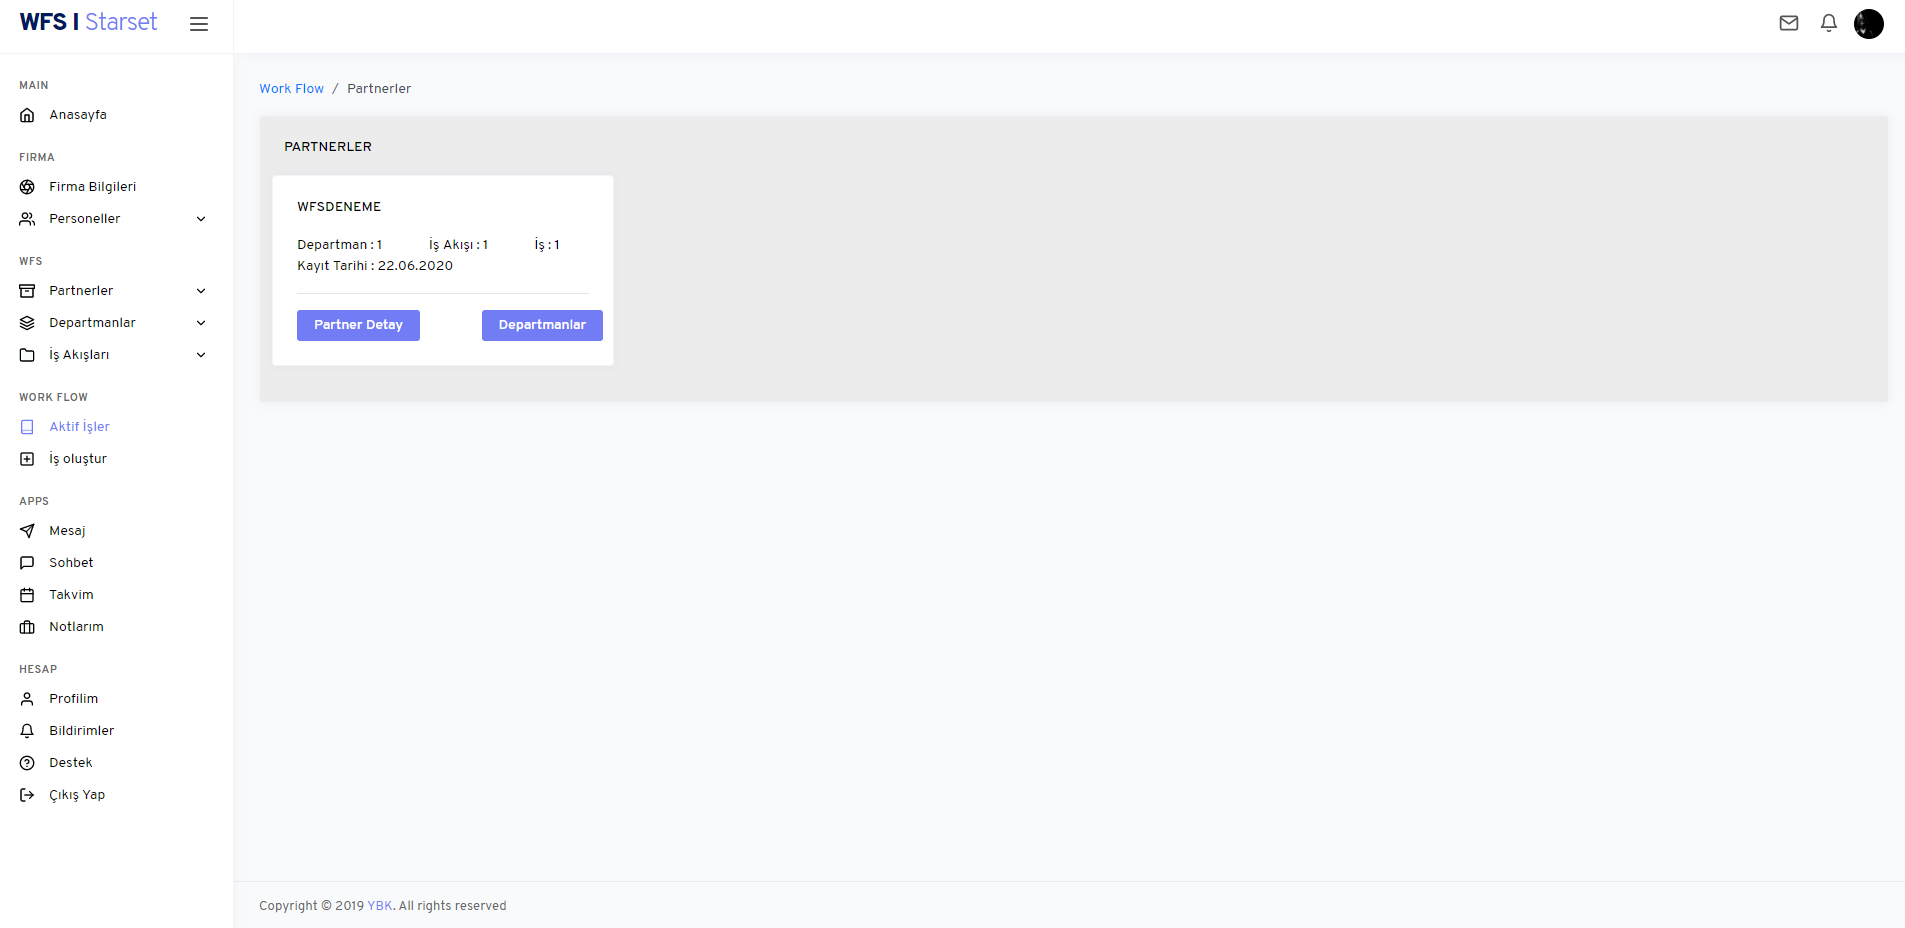 WFS I Starset
MAIN
Anasayfa
FIRMA
Firma Bilgileri
Personeller
WFS
Partnerler
Departmanlar
İş Akışları
WORK FLOW
Aktif İşler
İş oluştur
APPS
Mesaj
Sohbet
Takvim
Notlarım
HESAP
Profilim
Bildirimler
Destek
Çıkış Yap
Work Flow / Partnerler
PARTNERLER
WFSDENEME
Departman : 1 İş Akışı : 1 İş : 1
Kayıt Tarihi : 22.06.2020
Partner Detay Departmanlar
Copyright © 2019 YBK. All rights reserved